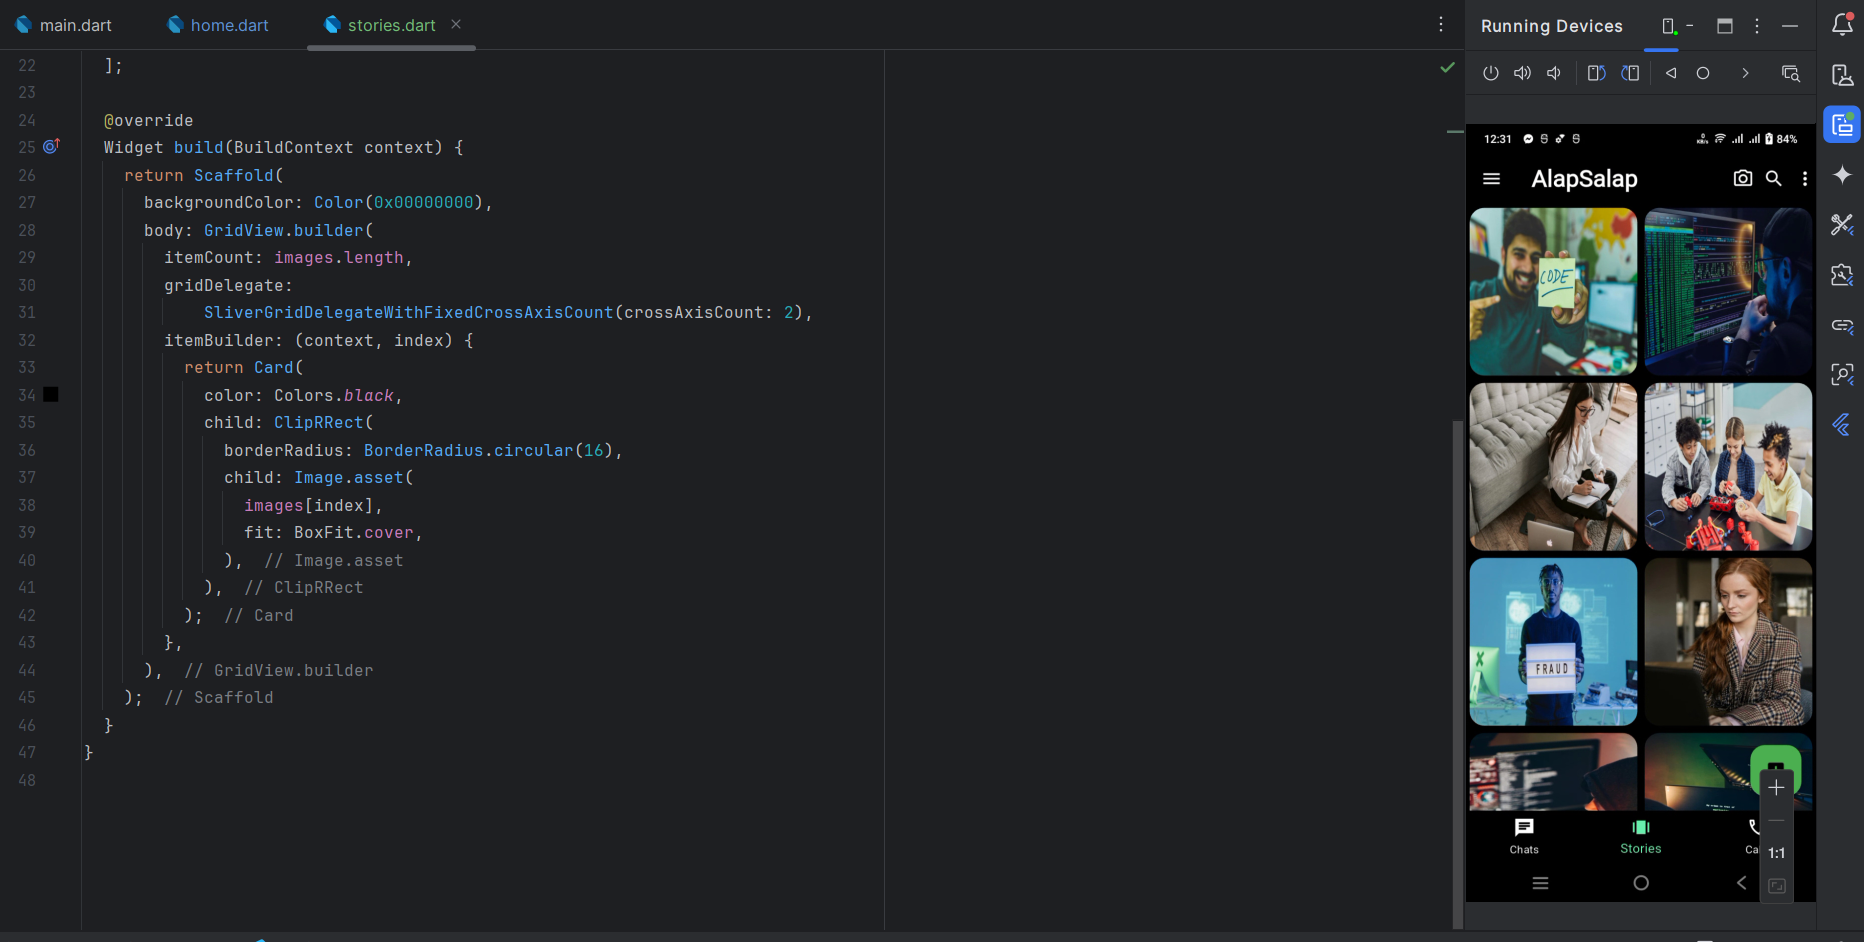 main.dart home.dart stories.dart
22 ];
23
24 @override
25 Widget build(BuildContext context) {
26 return Scaffold(
27 backgroundColor: Color(0x00000000),
28 body: GridView.builder(
29 itemCount: images.length,
30 gridDelegate:
31 SliverGridDelegateWithFixedCrossAxisCount(crossAxisCount: 2),
32 itemBuilder: (context, index) {
33 return Card(
34 color: Colors.black,
35 child: ClipRRect(
36 borderRadius: BorderRadius.circular(16),
37 child: Image.asset(
38 images[index],
39 fit: BoxFit.cover,
40 ), // Image.asset
41 ), // ClipRRect
42 ); // Card
43 },
44 ), // GridView.builder
45 ); // Scaffold
46 }
47 }
48
Running Devices
12:31 84%
AlapSalap
CODE
FRAUD
Chats Stories Ca
1:1